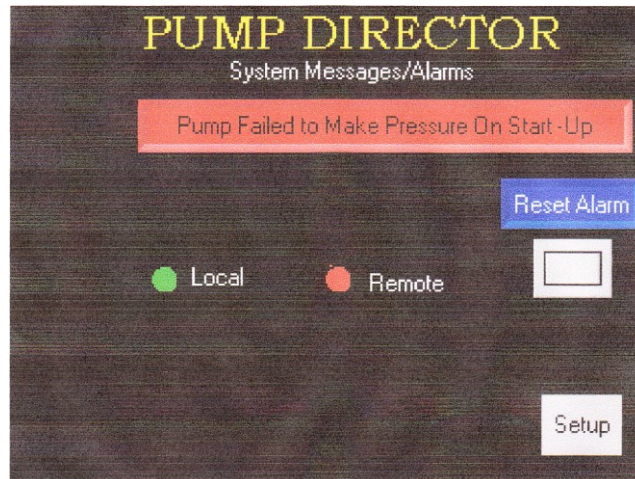 PUMP DIRECTOR
System Messages/Alarms
Pump Failed to Make Pressure On Start-Up
Reset Alarm
Local
Remote
Setup